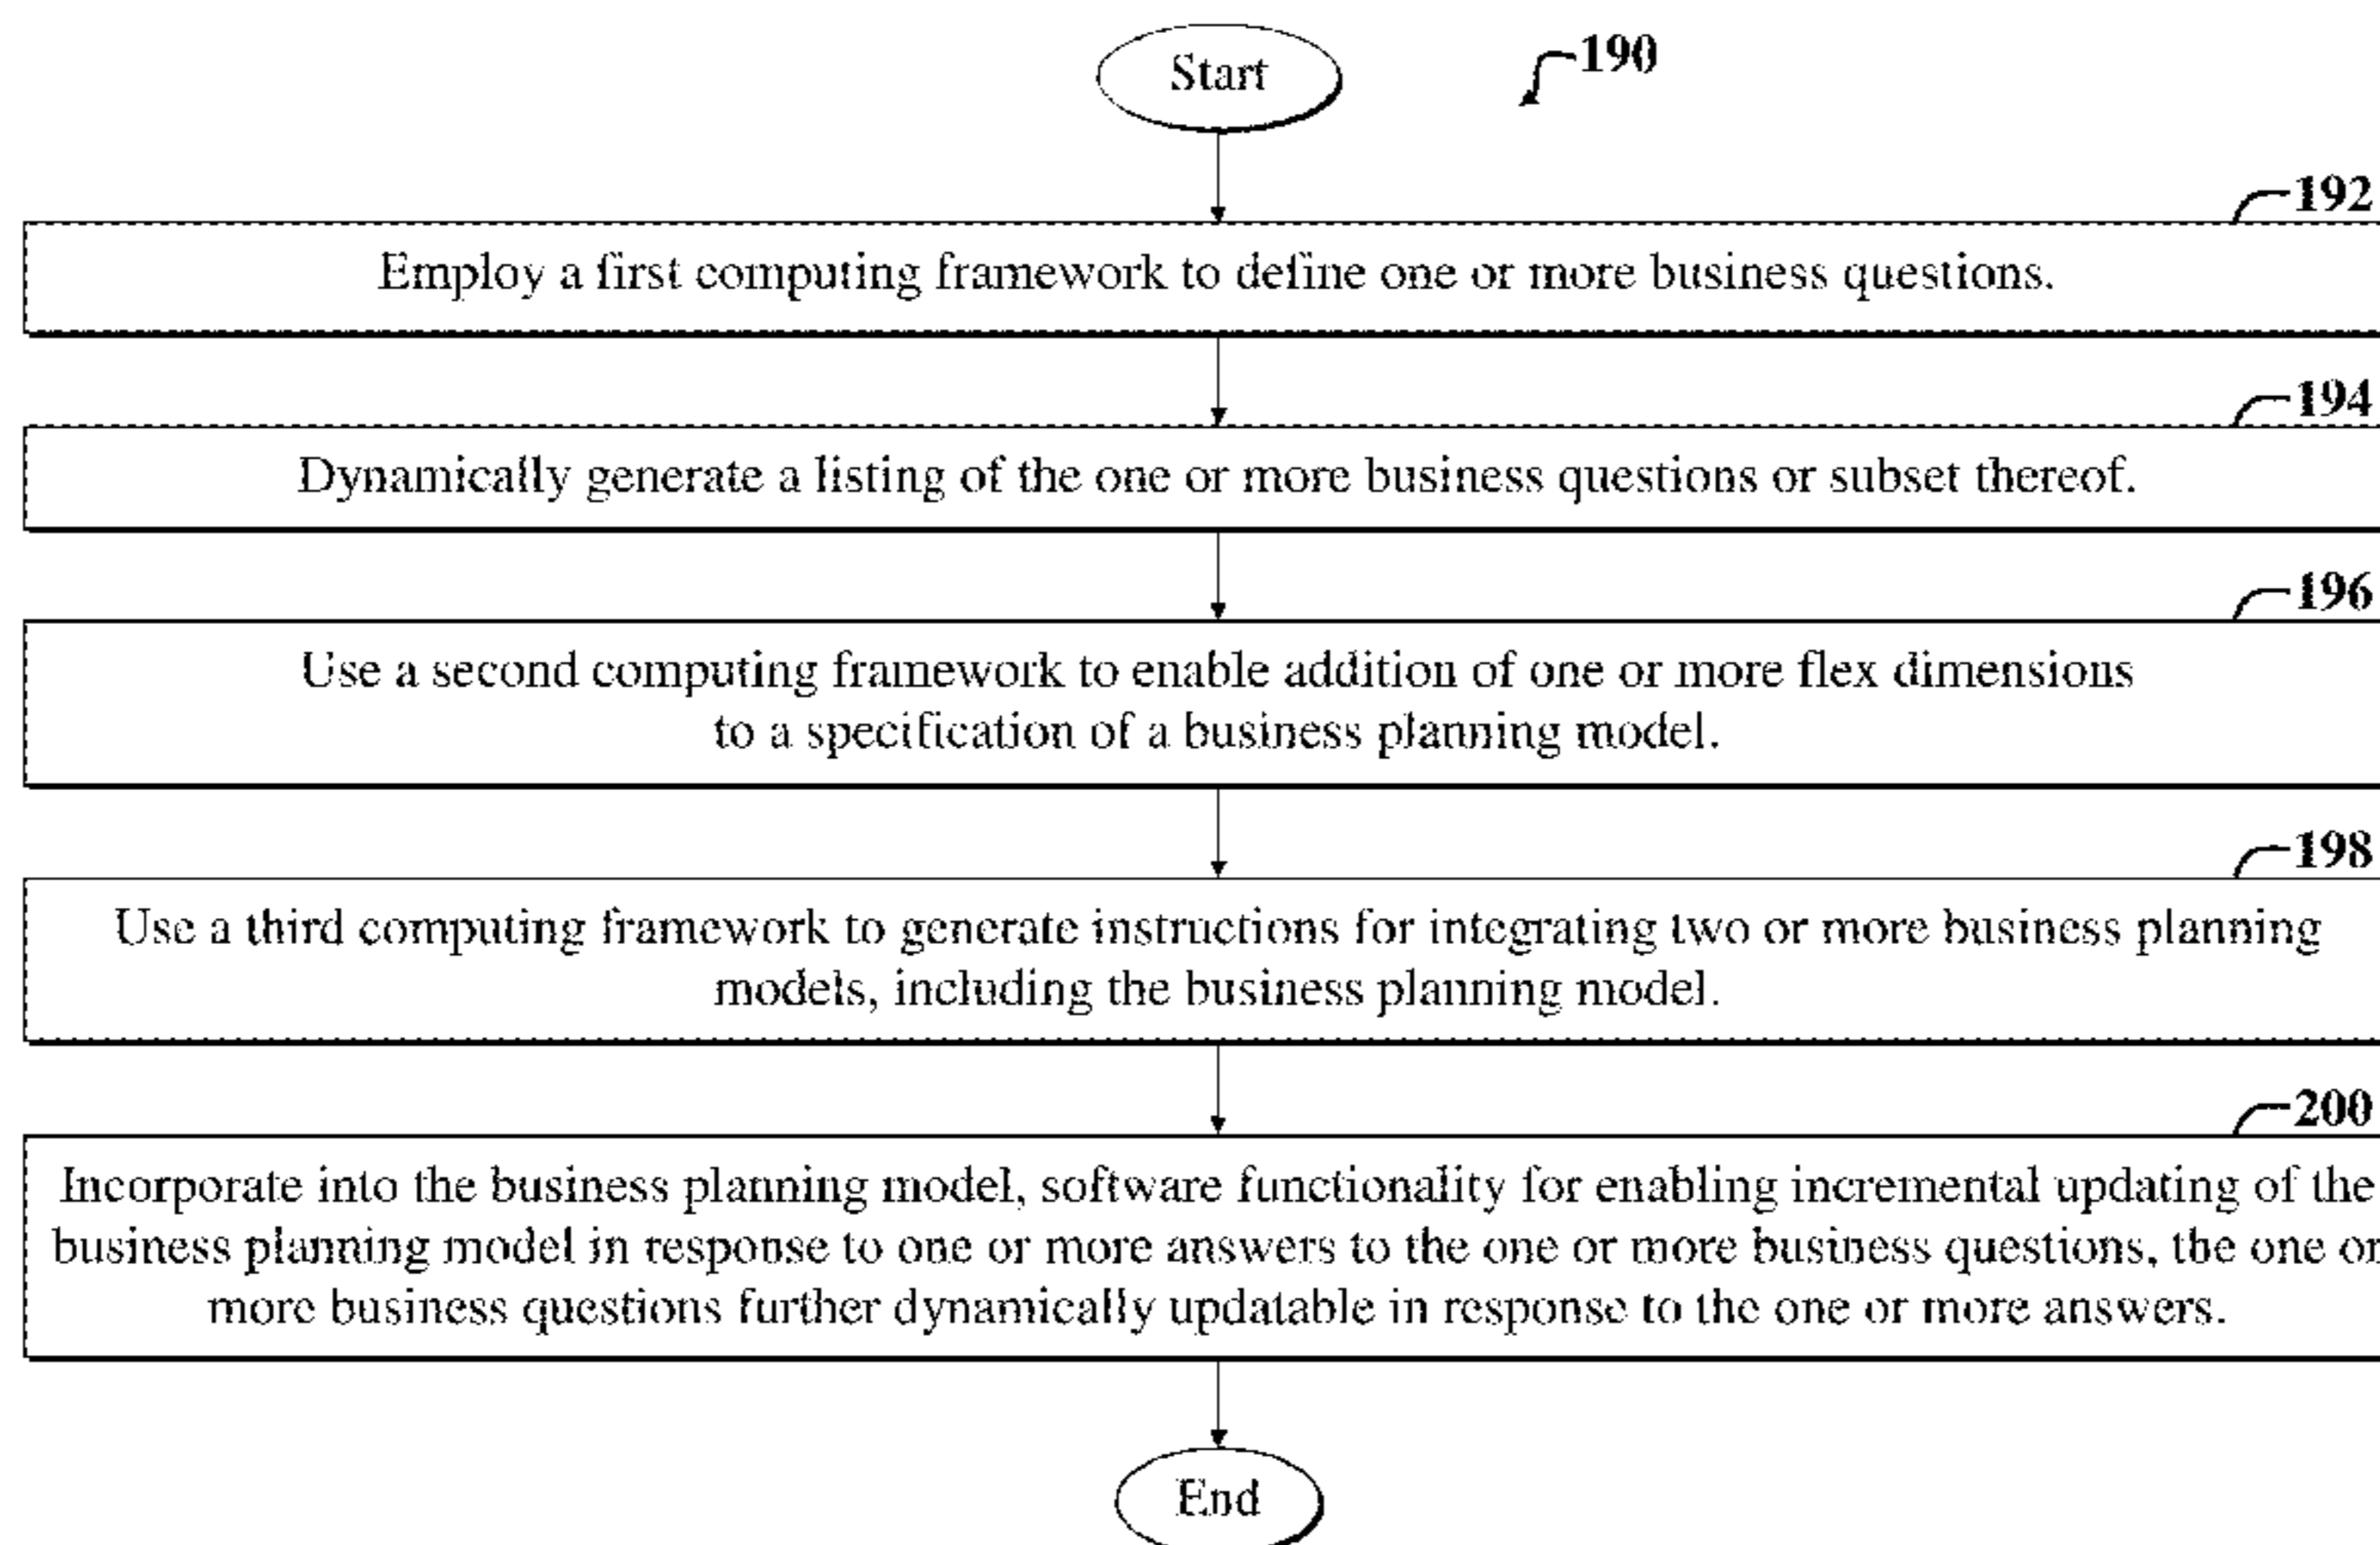 Start
190
192
Employ a first computing framework to define one or more business questions.
194
Dynamically generate a listing of the one or more business questions or subset thereof.
196
Use a second computing framework to enable addition of one or more flex dimensions
to a specification of a business planning model.
198
Use a third computing framework to generate instructions for integrating two or more business planning
models, including the business planning model.
200
Incorporate into the business planning model, software functionality for enabling incremental updating of the
business planning model in response to one or more answers to the one or more business questions, the one or
more business questions further dynamically updatable in response to the one or more answers.
End